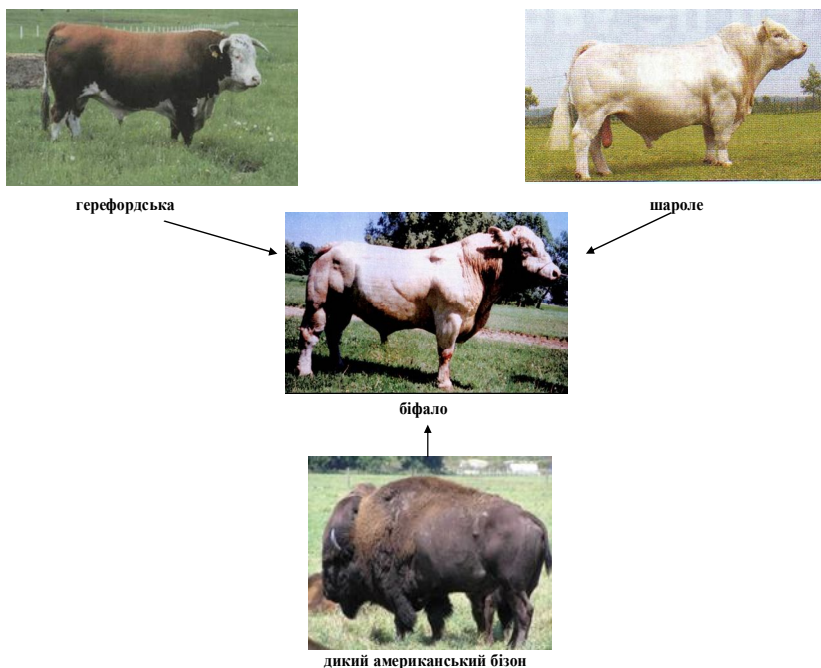 герефордська
шароле
біфало
дикий американський бізон